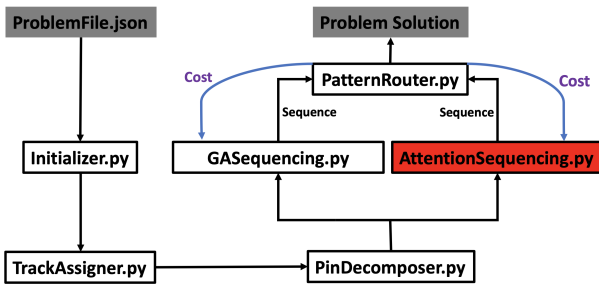 ProblemFile.json
Problem Solution
Cost
PatternRouter.py
Cost
Sequence
Sequence
Initializer.py
GASequencing.py
AttentionSequencing.py
TrackAssigner.py
PinDecomposer.py